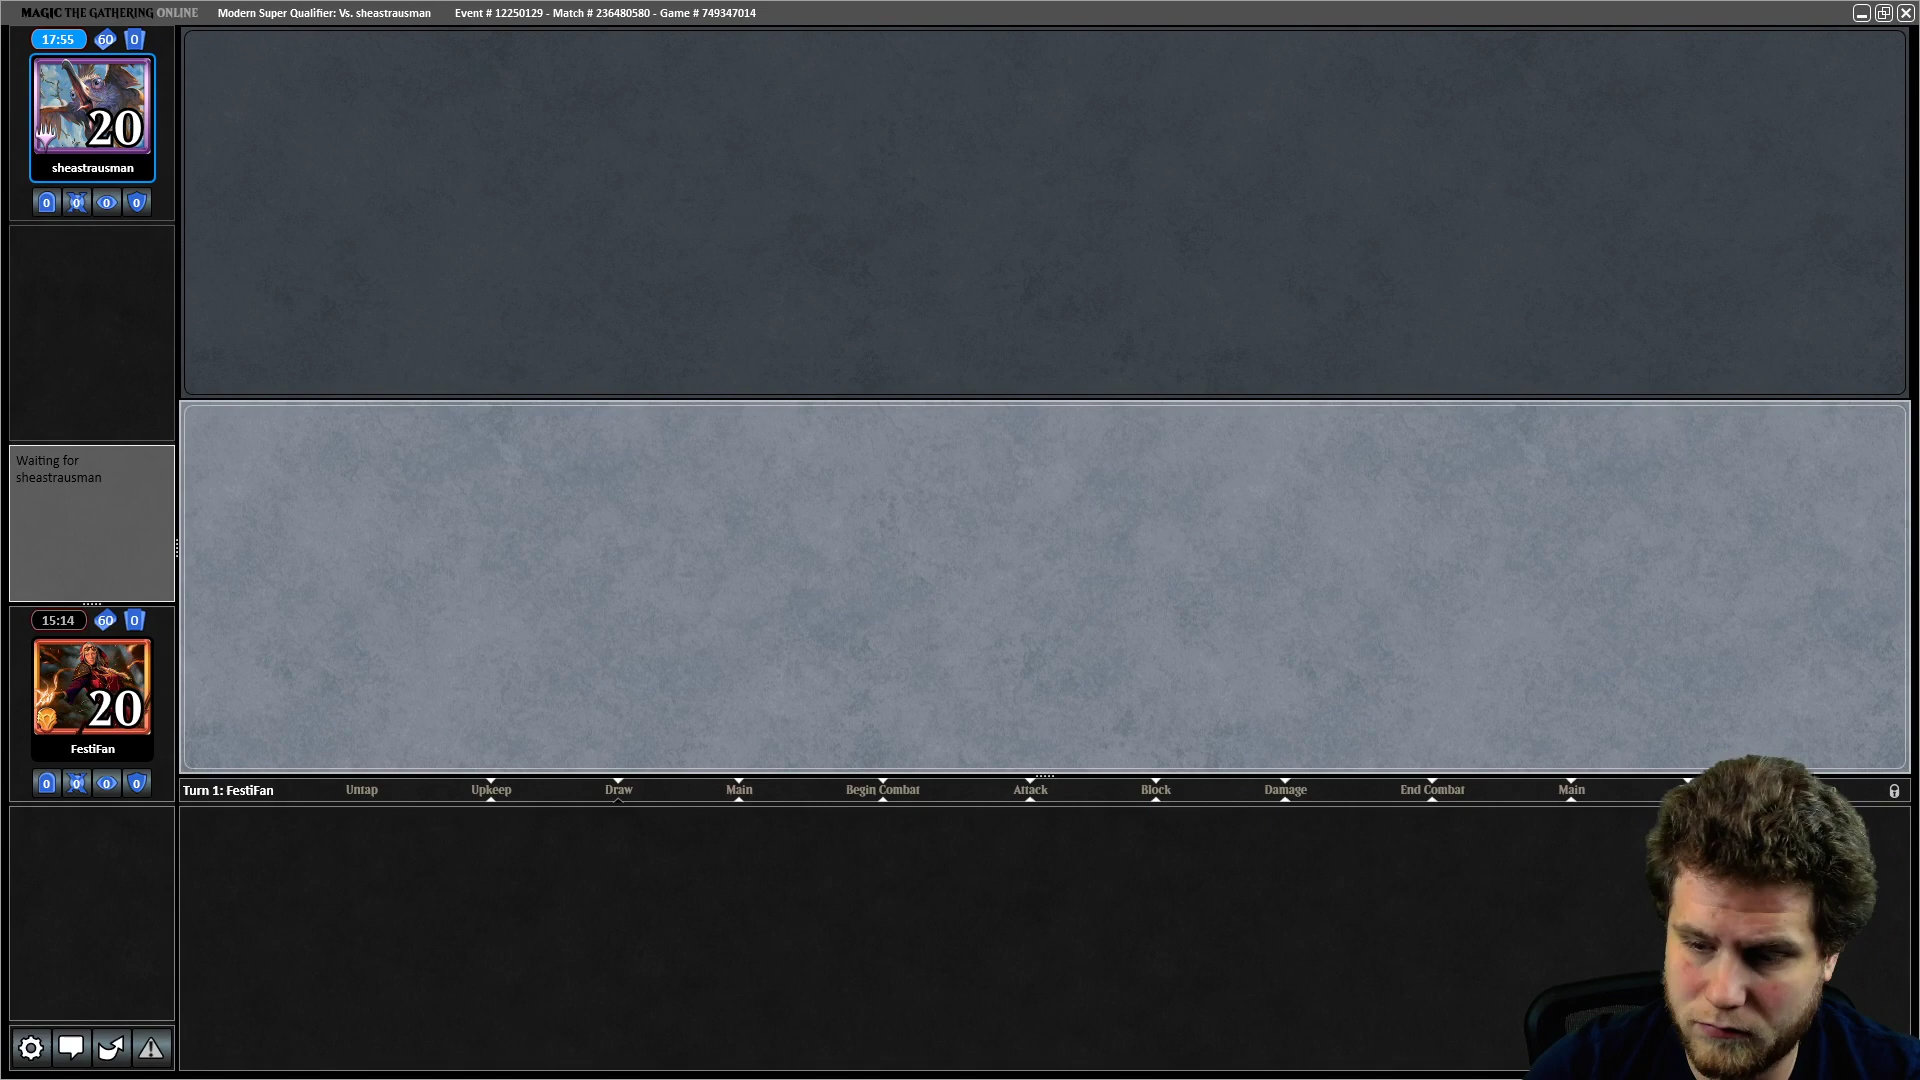 MAGIC THE GATHERING ONLINE
Modern Super Qualifier: Vs. sheastrausman
Event # 12250129 - Match # 236480580 - Game # 749347014
17:55
60
0
20
sheastrausman
0
0
0
0
Waiting for
sheastrausman
15:14
60
0
20
FestiFan
0
0
0
0
Turn 1: FestiFan
Untap
Upkeep
Draw
Main
Begin Combat
Attack
Block
Damage
End Combat
Main